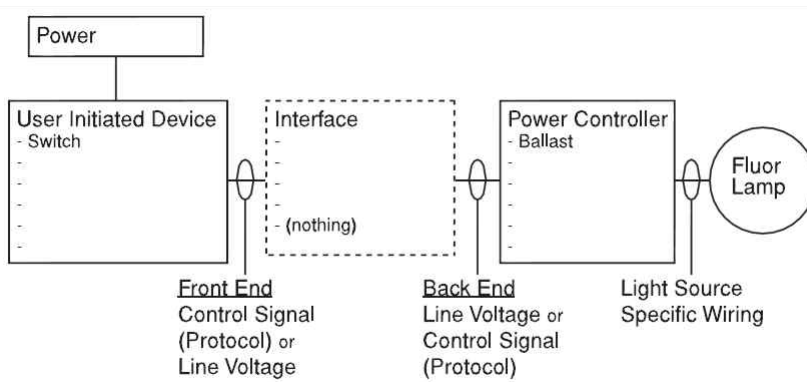 Power
User Initiated Device
- Switch
-
-
-
-
-
Interface
-
-
-
-
- (nothing)
Power Controller
- Ballast
-
-
-
-
-
Fluor
Lamp
Front End
Control Signal
(Protocol) or
Line Voltage
Back End
Line Voltage or
Control Signal
(Protocol)
Light Source
Specific Wiring